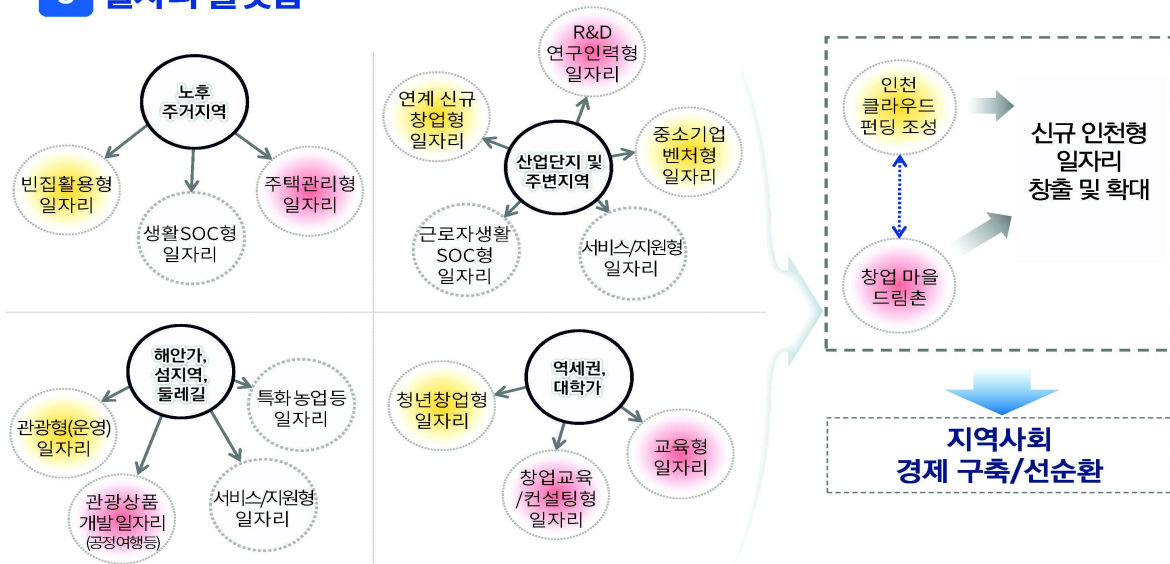 노후
주거지역
빈집활용형
일자리
생활SOC형
일자리
주택관리형
일자리
R&D
연구인력형
일자리
연계 신규
창업형
일자리
중소기업
벤처형
일자리
산업단지 및
주변지역
근로자생활
SOC형
일자리
서비스/지원형
일자리
해안가,
섬지역,
둘레길
특화농업등
일자리
관광형(운영)
일자리
관광상품
개발일자리
(공정여행등)
서비스/지원형
일자리
역세권,
대학가
청년창업형
일자리
교육형
일자리
창업교육
/컨설팅형
일자리
인천
클라우드
펀딩 조성
창업 마을
드림촌
신규 인천형
일자리
창출 및 확대
지역사회
경제 구축/선순환